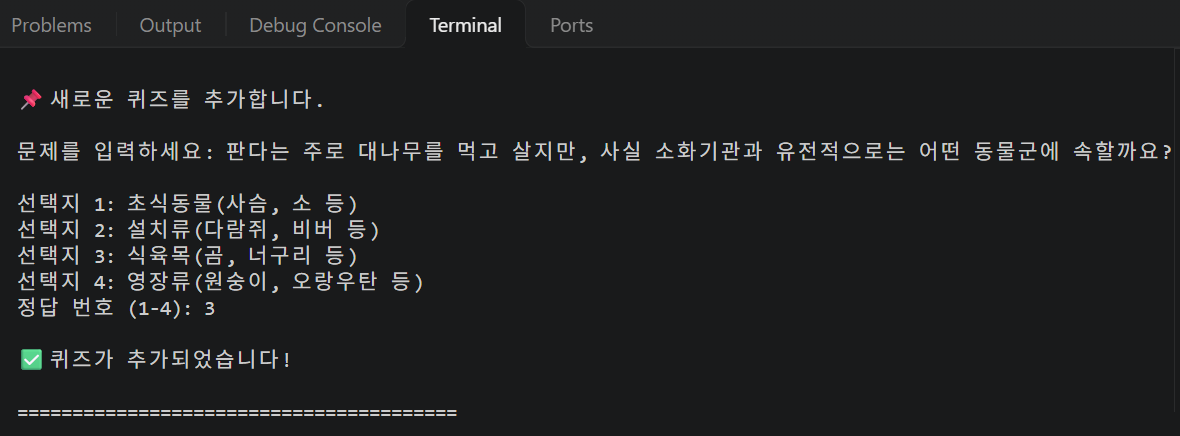 Problems Output Debug Console Terminal Ports
📌 새로운 퀴즈를 추가합니다.
문제를 입력하세요: 판다는 주로 대나무를 먹고 살지만, 사실 소화기관과 유전적으로는 어떤 동물군에 속할까요?
선택지 1: 초식동물(사슴, 소 등)
선택지 2: 설치류(다람쥐, 비버 등)
선택지 3: 식육목(곰, 너구리 등)
선택지 4: 영장류(원숭이, 오랑우탄 등)
정답 번호 (1-4): 3
✅ 퀴즈가 추가되었습니다!
========================================